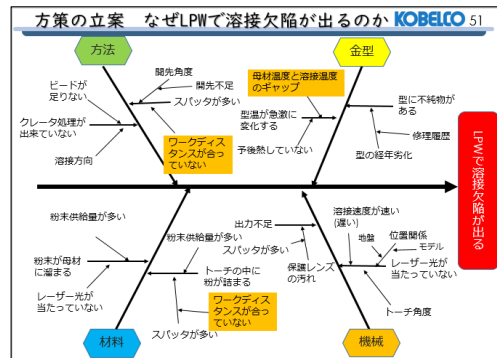 方策の立案 なぜLPWで溶接欠陥が出るのか KOBELCO 51
方法
金型
開先角度
開先不足
スパッタが多い
ビードが
足りない
クレータ処理が
出来ていない
溶接方向
ワークディ
スタンスが合っ
ていない
母材温度と溶接温度
のギャップ
型温が急激に
変化する
予後熱していない
型に不純物が
ある
修理履歴
型の経年劣化
LPWで溶接欠陥が出る
粉末供給量が多い
粉末が母材
に溜まる
レーザー光が
当たっていない
粉末供給量が多い
トーチの中に
粉が詰まる
ワークディ
スタンスが合っ
ていない
スパッタが多い
出力不足
スパッタが多い
保護レンズ
の汚れ
溶接速度が速い
(遅い)
地盤
位置関係
モデル
レーザー光が
当たっていない
トーチ角度
材料
機械